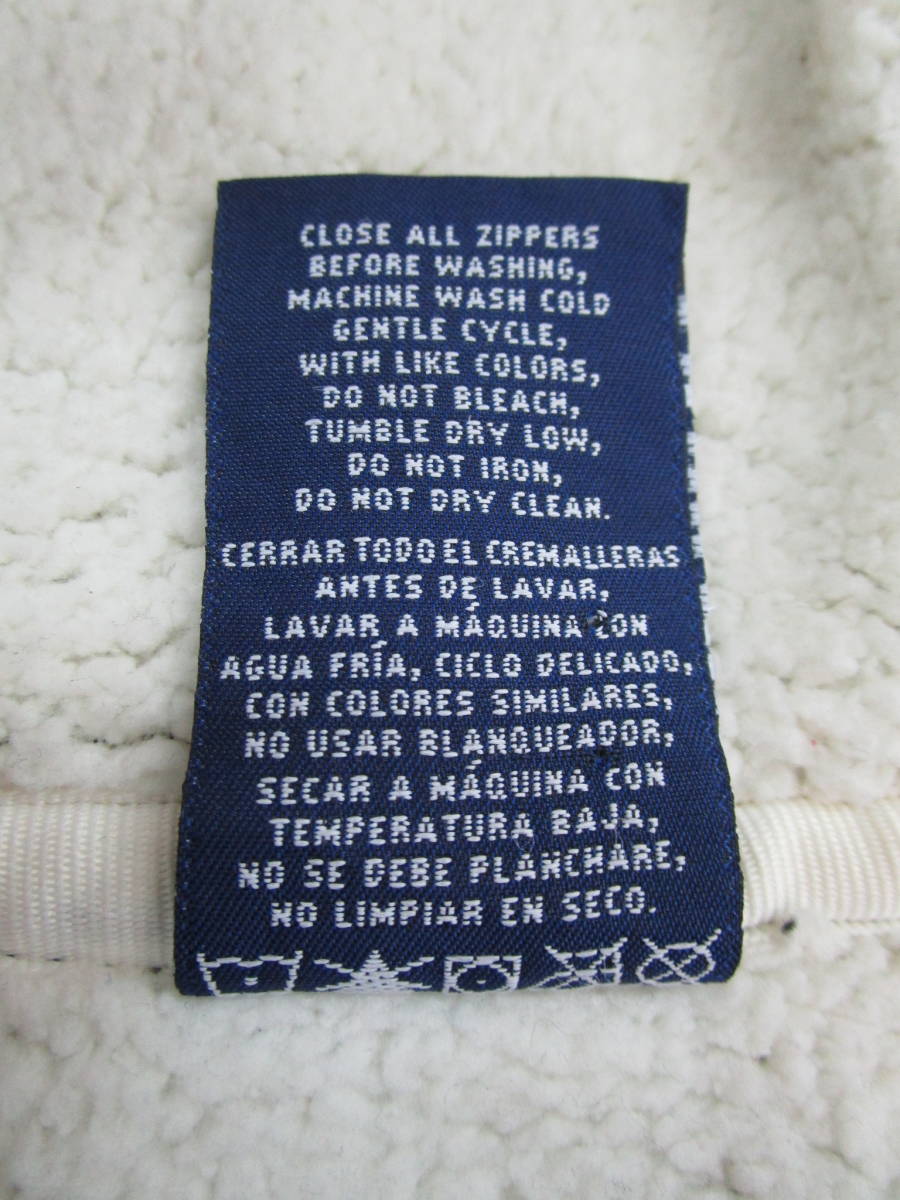 CLOSE ALL ZIPPERS
BEFORE WASHING,
MACHINE WASH COLD
GENTLE CYCLE,
WITH LIKE COLORS,
DO NOT BLEACH,
TUMBLE DRY LOW,
DO NOT IRON,
DO NOT DRY CLEAN.
CERRAR TODO EL CREMALLERAS
ANTES DE LAVAR,
LAVAR A MÁQUINA CON
AGUA FRÍA, CICLO DELICADO,
CON COLORES SIMILARES,
NO USAR BLANQUEADOR,
SECAR A MÁQUINA CON
TEMPERATURA BAJA,
NO SE DEBE PLANCHARE,
NO LIMPIAR EN SECO.